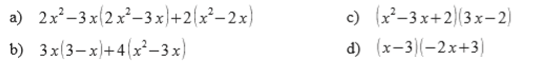 a) 2x²−3x(2x²−3x)+2(x²−2x)
b) 3x(3−x)+4(x²−3x)
c) (x²−3x+2)(3x−2)
d) (x−3)(−2x+3)